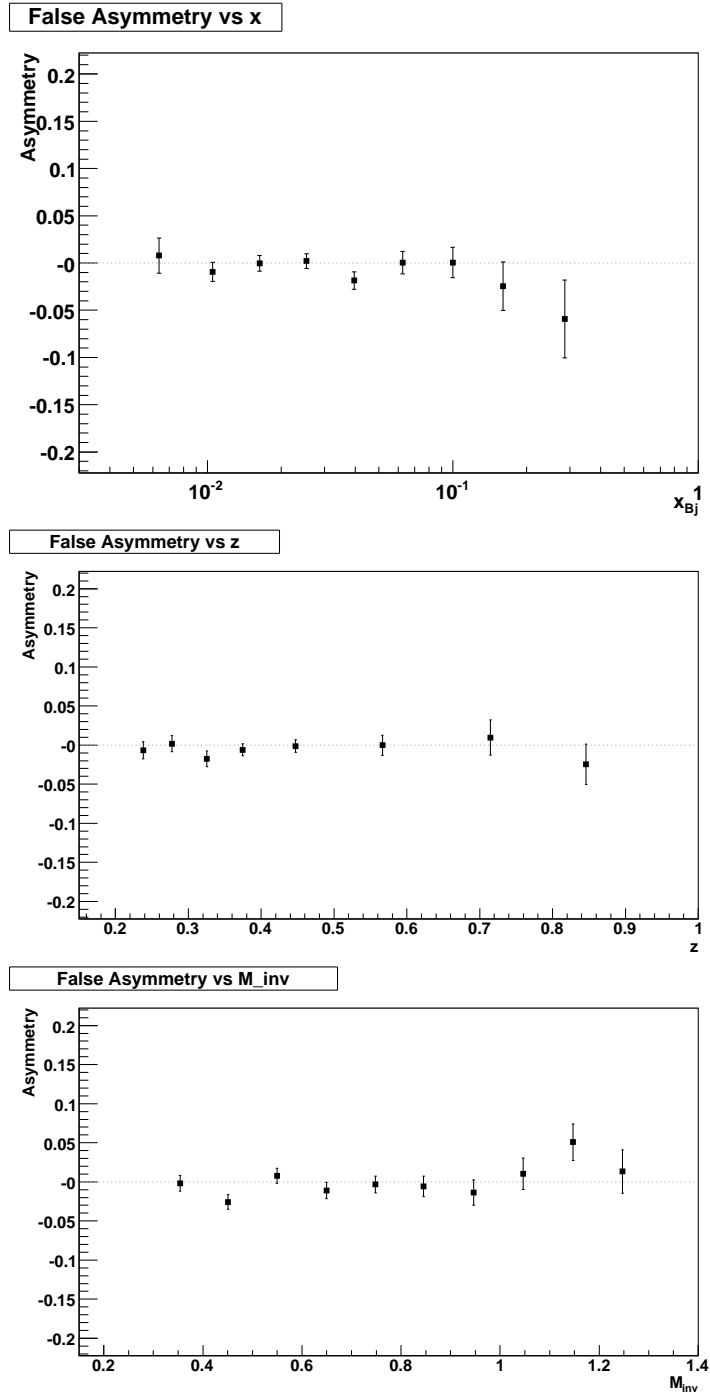 False Asymmetry vs x
Asymmetry
0.2
0.15
0.1
0.05
-0
-0.05
-0.1
-0.15
-0.2
10⁻² 10⁻¹ 1
x_Bj
False Asymmetry vs z
Asymmetry
0.2
0.15
0.1
0.05
-0
-0.05
-0.1
-0.15
-0.2
0.2 0.3 0.4 0.5 0.6 0.7 0.8 0.9 1
z
False Asymmetry vs M_inv
Asymmetry
0.2
0.15
0.1
0.05
-0
-0.05
-0.1
-0.15
-0.2
0.2 0.4 0.6 0.8 1 1.2 1.4
M_inv